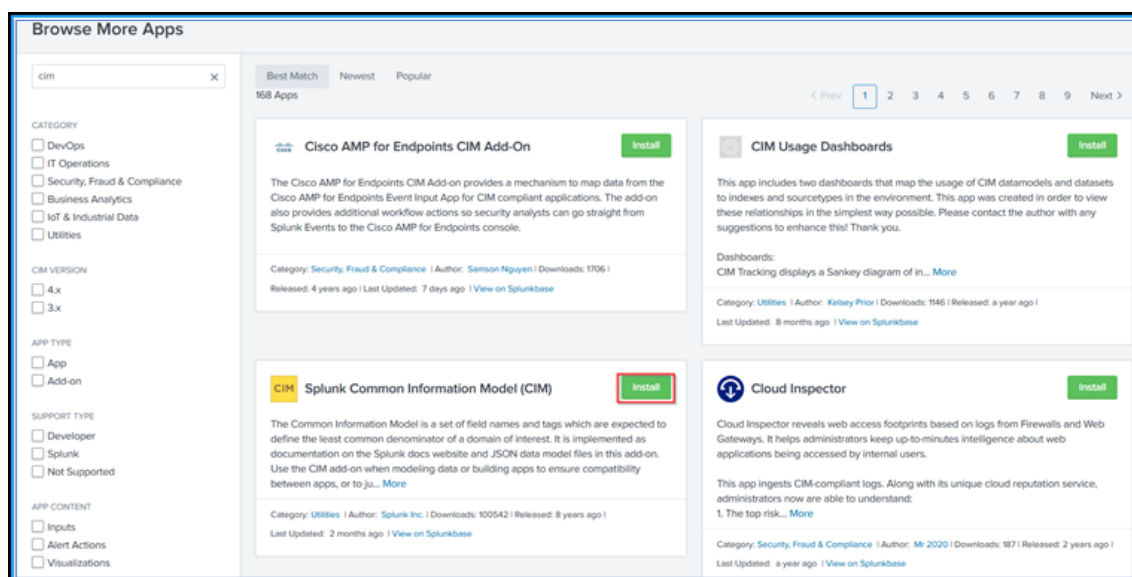 Browse More Apps
cim
CATEGORY
DevOps
IT Operations
Security, Fraud & Compliance
Business Analytics
IoT & Industrial Data
Utilities
CIM VERSION
4.x
3.x
APP TYPE
App
Add-on
SUPPORT TYPE
Developer
Splunk
Not Supported
APP CONTENT
Inputs
Alert Actions
Visualizations
Best Match Newest Popular
168 Apps
< Prev 1 2 3 4 5 6 7 8 9 Next >
CISCO
Cisco AMP for Endpoints CIM Add-On
Install
The Cisco AMP for Endpoints CIM Add-on provides a mechanism to map data from the
Cisco AMP for Endpoints Event Input App for CIM compliant applications. The add-on
also provides additional workflow actions so security analysts can go straight from
Splunk Events to the Cisco AMP for Endpoints console.
Category: Security, Fraud & Compliance | Author: Samson Nguyen | Downloads: 1706 |
Released: 4 years ago | Last Updated: 7 days ago | View on Splunkbase
CIM Usage Dashboards
Install
This app includes two dashboards that map the usage of CIM datamodels and datasets
to indexes and sourcetypes in the environment. This app was created in order to view
these relationships in the simplest way possible. Please contact the author with any
suggestions to enhance this! Thank you.
Dashboards:
CIM Tracking displays a Sankey diagram of in... More
Category: Utilities | Author: Kelsey Prior | Downloads: 1146 | Released: a year ago |
Last Updated: 8 months ago | View on Splunkbase
CIM
Splunk Common Information Model (CIM)
Install
The Common Information Model is a set of field names and tags which are expected to
define the least common denominator of a domain of interest. It is implemented as
documentation on the Splunk docs website and JSON data model files in this add-on.
Use the CIM add-on when modeling data or building apps to ensure compatibility
between apps, or to ju... More
Category: Utilities | Author: Splunk Inc. | Downloads: 100542 | Released: 8 years ago |
Last Updated: 2 months ago | View on Splunkbase
Cloud Inspector
Install
Cloud Inspector reveals web access footprints based on logs from Firewalls and Web
Gateways. It helps administrators keep up-to-minutes intelligence about web
applications being accessed by internal users.
This app ingests CIM-compliant logs. Along with its unique cloud reputation service,
administrators now are able to understand:
1. The top risk... More
Category: Security, Fraud & Compliance | Author: Mr 2020 | Downloads: 187 | Released: 2 years ago |
Last Updated: a year ago | View on Splunkbase